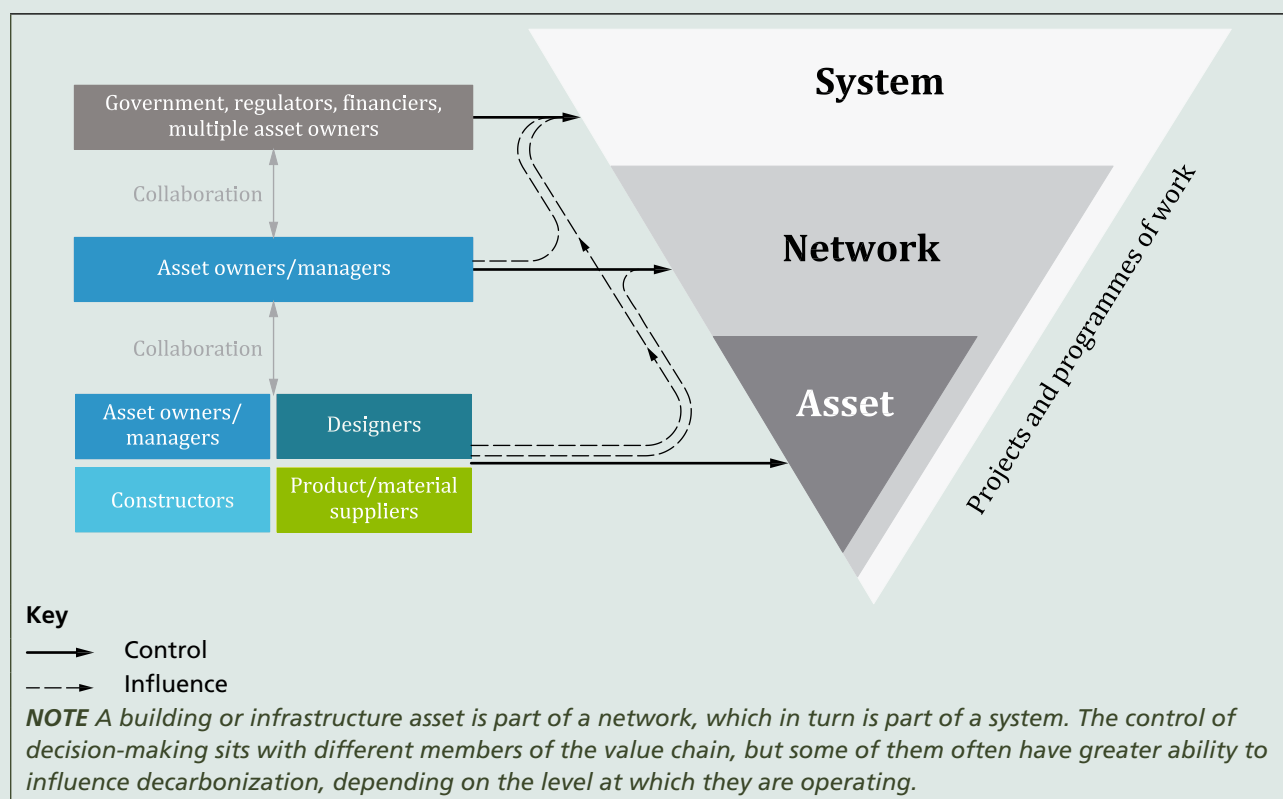 Government, regulators, financiers,
multiple asset owners
Collaboration
Asset owners/managers
Collaboration
Asset owners/
managers
Designers
Constructors
Product/material
suppliers
System
Network
Asset
Projects and programmes of work
Key
Control
Influence
NOTE A building or infrastructure asset is part of a network, which in turn is part of a system. The control of
decision-making sits with different members of the value chain, but some of them often have greater ability to
influence decarbonization, depending on the level at which they are operating.